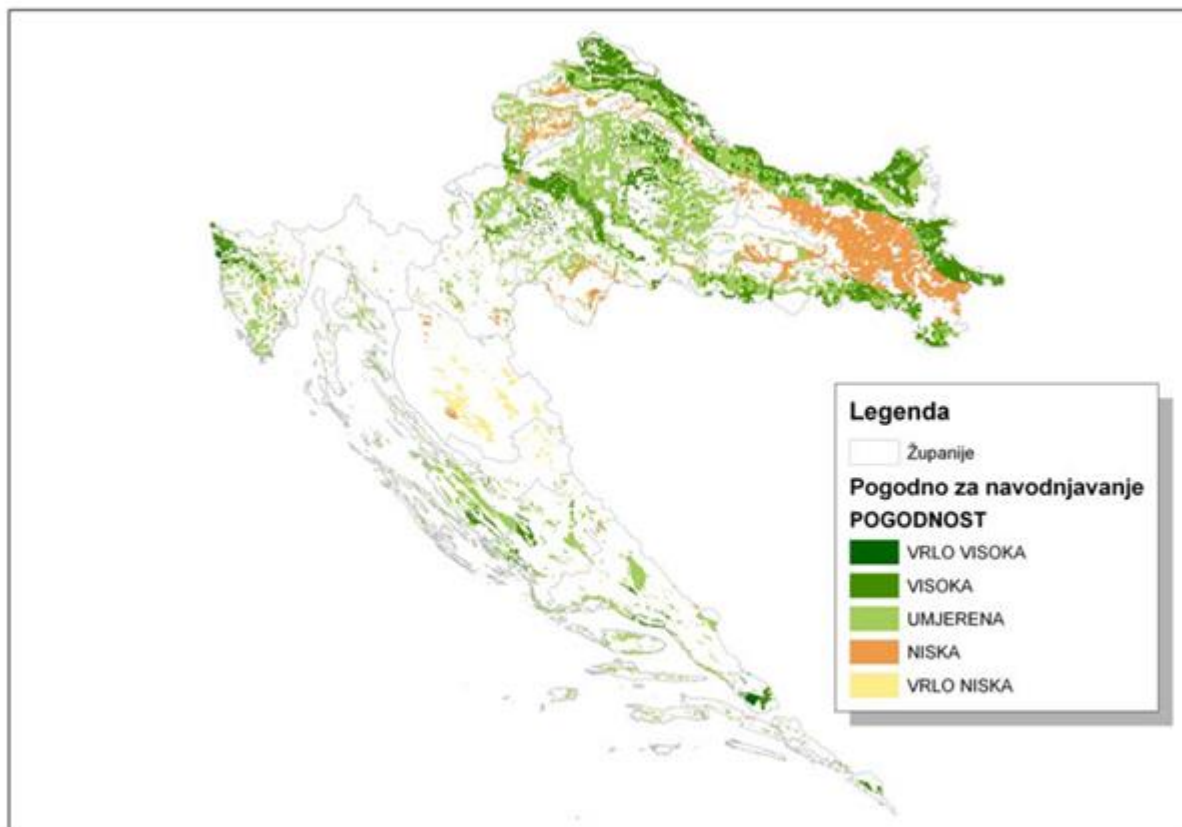 Legenda
Županije
Pogodno za navodnjavanje
POGODNOST
VRLO VISOKA
VISOKA
UMJERENA
NISKA
VRLO NISKA